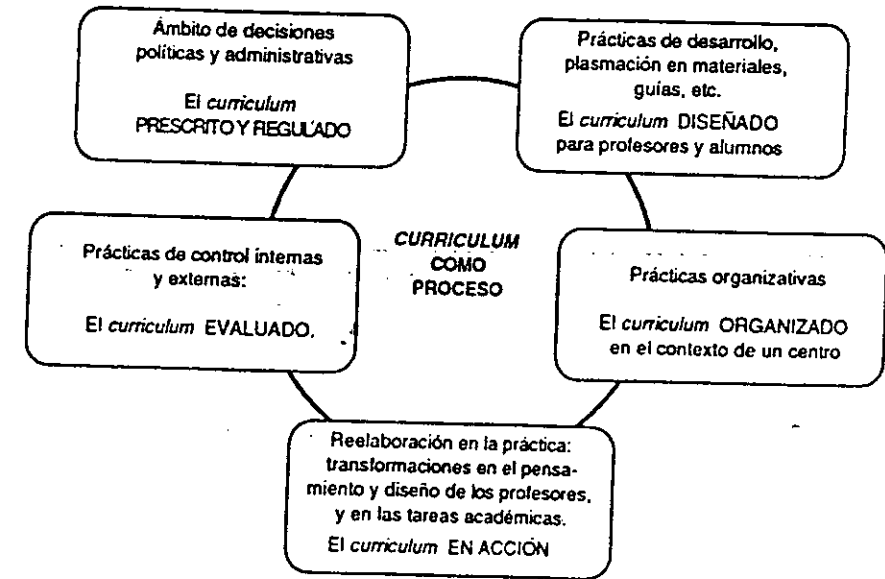 Ámbito de decisiones
políticas y administrativas
El curriculum
PRESCRITO Y REGULADO
Prácticas de desarrollo,
plasmación en materiales,
guías, etc.
El curriculum DISEÑADO
para profesores y alumnos
Prácticas de control internas
y externas:
El curriculum EVALUADO.
CURRICULUM
COMO
PROCESO
Prácticas organizativas
El curriculum ORGANIZADO
en el contexto de un centro
Reelaboración en la práctica:
transformaciones en el pensa-
miento y diseño de los profesores,
y en las tareas académicas.
El curriculum EN ACCIÓN